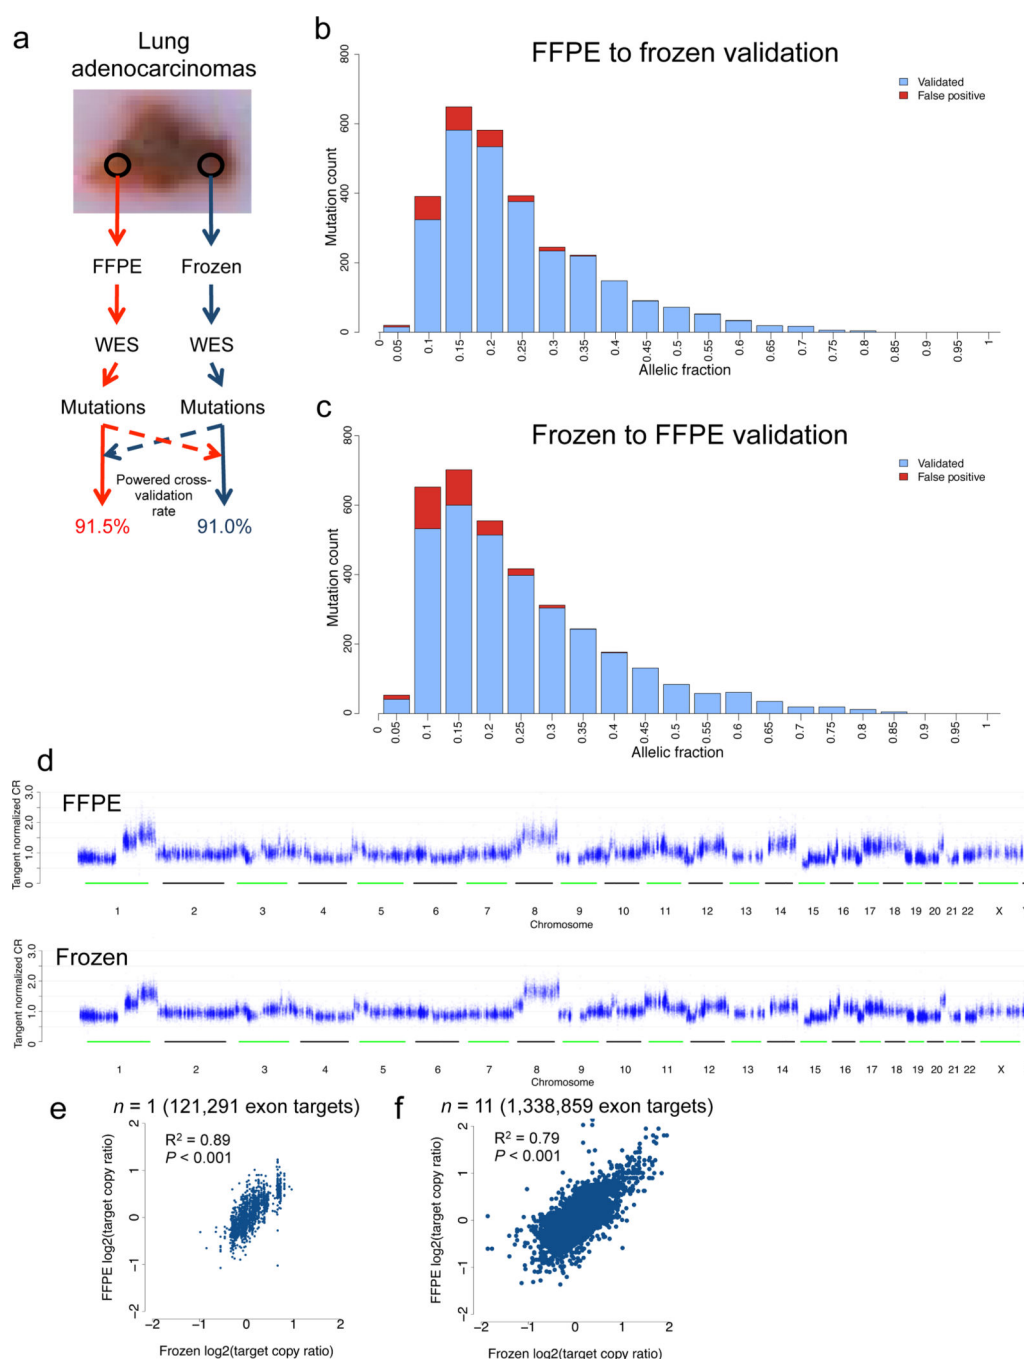 a
Lung
adenocarcinomas
FFPE Frozen
WES WES
Mutations Mutations
Powered cross-
validation
rate
91.5% 91.0%
b
FFPE to frozen validation
Validated
False positive
Mutation count
0 200 400 600 800
0 0.05 0.1 0.15 0.2 0.25 0.3 0.35 0.4 0.45 0.5 0.55 0.6 0.65 0.7 0.75 0.8 0.85 0.9 0.95 1
Allelic fraction
c
Frozen to FFPE validation
Validated
False positive
Mutation count
0 200 400 600 800
0 0.05 0.1 0.15 0.2 0.25 0.3 0.35 0.4 0.45 0.5 0.55 0.6 0.65 0.7 0.75 0.8 0.85 0.9 0.95 1
Allelic fraction
d
FFPE
Tangent normalized CR
0 1.0 2.0 3.0
1 2 3 4 5 6 7 8 9 10 11 12 13 14 15 16 17 18 19 20 21 22 X
Chromosome
Frozen
Tangent normalized CR
0 1.0 2.0 3.0
1 2 3 4 5 6 7 8 9 10 11 12 13 14 15 16 17 18 19 20 21 22 X
Chromosome
e
n = 1 (121,291 exon targets)
R2 = 0.89
P < 0.001
FFPE log2(target copy ratio)
−2 −1 0 1 2
−2 −1 0 1 2
Frozen log2(target copy ratio)
f
n = 11 (1,338,859 exon targets)
R2 = 0.79
P < 0.001
FFPE log2(target copy ratio)
−2 −1 0 1 2
−2 −1 0 1 2
Frozen log2(target copy ratio)